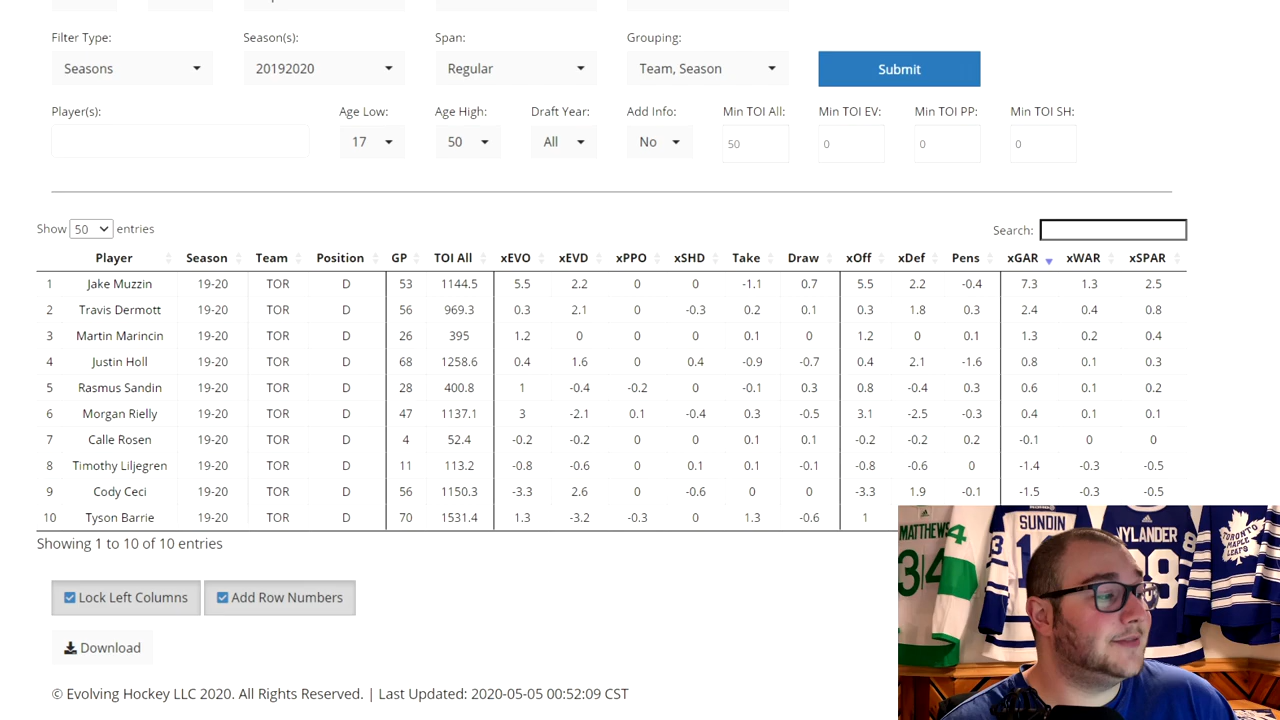 Filter Type: Season(s): Span: Grouping:
Seasons 20192020 Regular Team, Season Submit
Player(s): Age Low: Age High: Draft Year: Add Info: Min TOI All: Min TOI EV: Min TOI PP: Min TOI SH:
17 50 All No 50 0 0 0
Show 50 entries Search:
Player Season Team Position GP TOI All xEVO xEVD xPPO xSHD Take Draw xOff xDef Pens xGAR xWAR xSPAR
1 Jake Muzzin 19-20 TOR D 53 1144.5 5.5 2.2 0 0 -1.1 0.7 5.5 2.2 -0.4 7.3 1.3 2.5
2 Travis Dermott 19-20 TOR D 56 969.3 0.3 2.1 0 -0.3 0.2 0.1 0.3 1.8 0.3 2.4 0.4 0.8
3 Martin Marincin 19-20 TOR D 26 395 1.2 0 0 0 0.1 0 1.2 0 0.1 1.3 0.2 0.4
4 Justin Holl 19-20 TOR D 68 1258.6 0.4 1.6 0 0.4 -0.9 -0.7 0.4 2.1 -1.6 0.8 0.1 0.3
5 Rasmus Sandin 19-20 TOR D 28 400.8 1 -0.4 -0.2 0 -0.1 0.3 0.8 -0.4 0.3 0.6 0.1 0.2
6 Morgan Rielly 19-20 TOR D 47 1137.1 3 -2.1 0.1 -0.4 0.3 -0.5 3.1 -2.5 -0.3 0.4 0.1 0.1
7 Calle Rosen 19-20 TOR D 4 52.4 -0.2 -0.2 0 0 0.1 0.1 -0.2 -0.2 0.2 -0.1 0 0
8 Timothy Liljegren 19-20 TOR D 11 113.2 -0.8 -0.6 0 0.1 0.1 -0.1 -0.8 -0.6 0 -1.4 -0.3 -0.5
9 Cody Ceci 19-20 TOR D 56 1150.3 -3.3 2.6 0 -0.6 0 0 -3.3 1.9 -0.1 -1.5 -0.3 -0.5
10 Tyson Barrie 19-20 TOR D 70 1531.4 1.3 -3.2 -0.3 0 1.3 -0.6 1
Showing 1 to 10 of 10 entries
Lock Left Columns Add Row Numbers
Download
© Evolving Hockey LLC 2020. All Rights Reserved. | Last Updated: 2020-05-05 00:52:09 CST
MATTHEWS
34
SUNDIN
NYLANDER
88
TORONTO
MAPLE
LEAFS